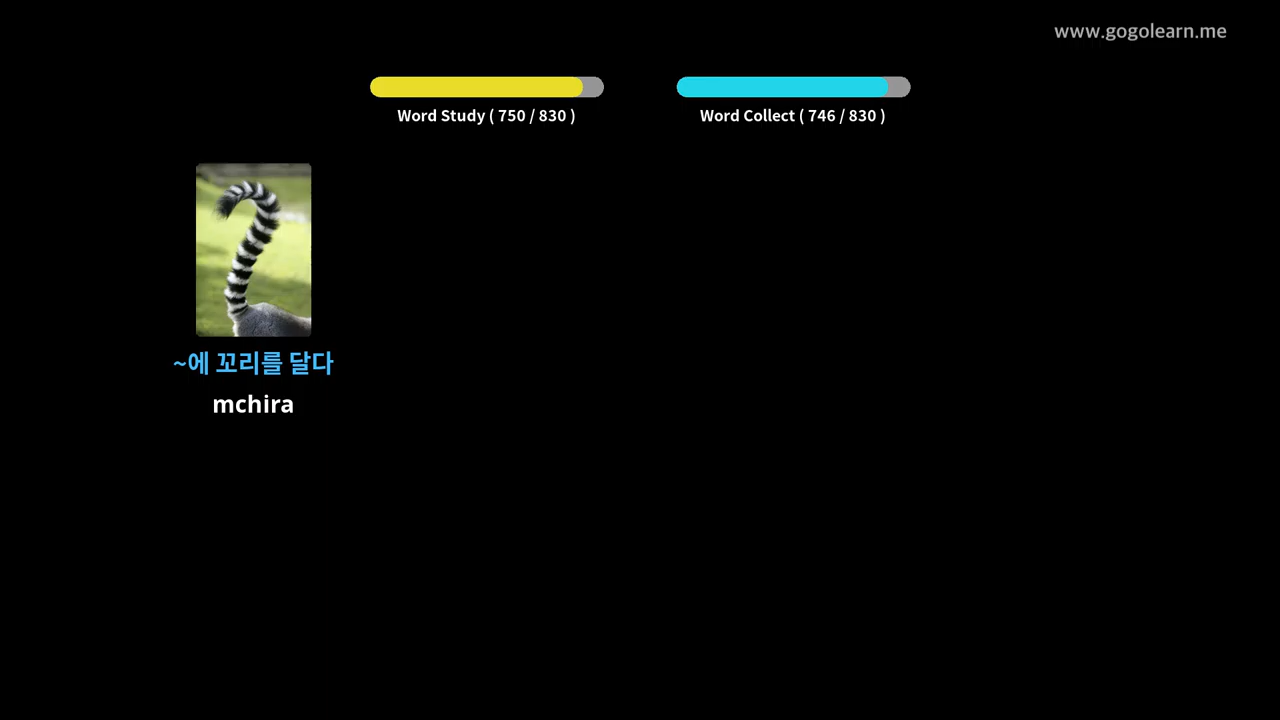 www.gogolearn.me
Word Study ( 750 / 830 )
Word Collect ( 746 / 830 )
~에 꼬리를 달다
mchira